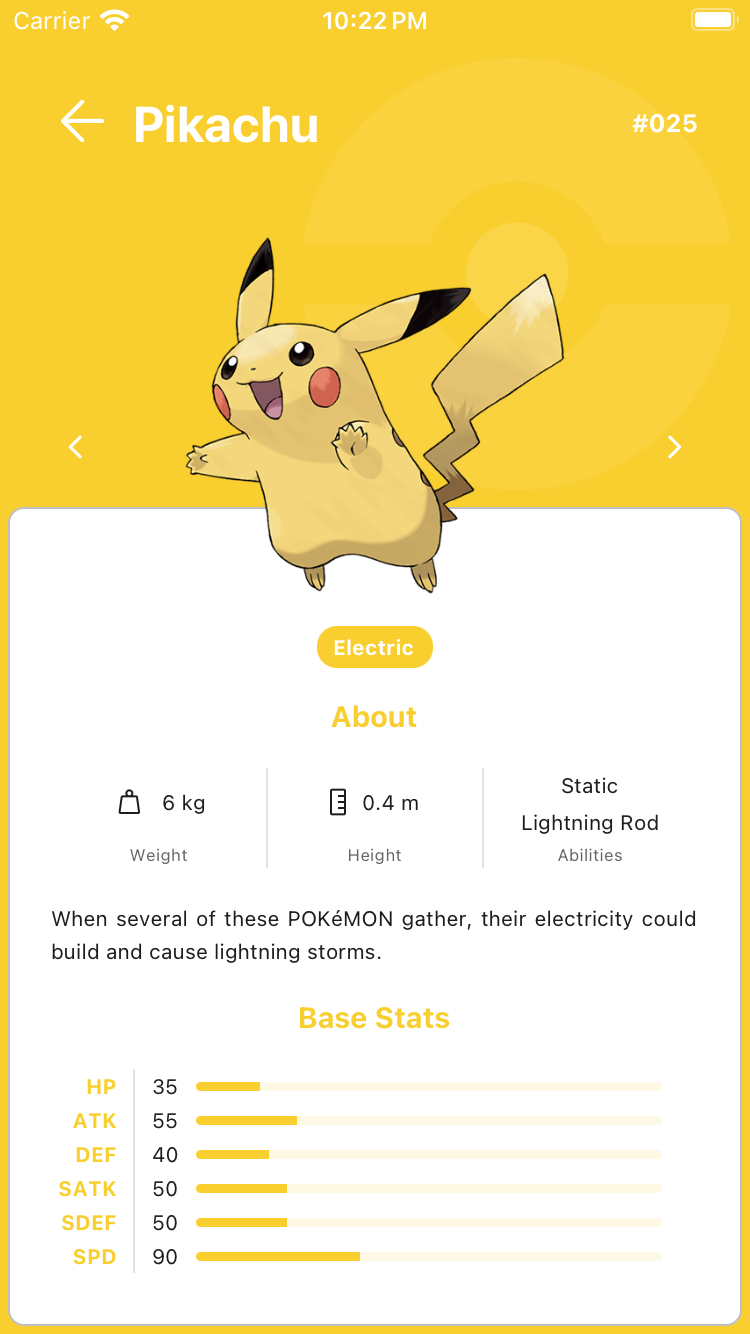 Carrier 10:22 PM
Pikachu #025
Electric
About
6 kg 0.4 m Static
Lightning Rod
Weight Height Abilities
When several of these POKéMON gather, their electricity could
build and cause lightning storms.
Base Stats
HP 35
ATK 55
DEF 40
SATK 50
SDEF 50
SPD 90